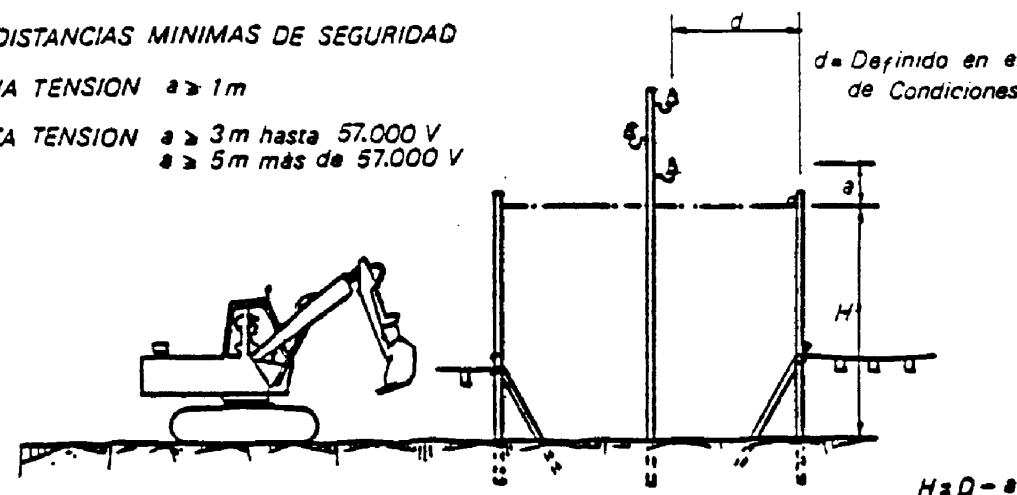 DISTANCIAS MINIMAS DE SEGURIDAD
TENSION a ≥ 1m
TENSION a ≥ 3m hasta 57.000 V
a ≥ 5m màs de 57.000 V
d
d= Definido en
de Condiciones
a
H
H≥D-a